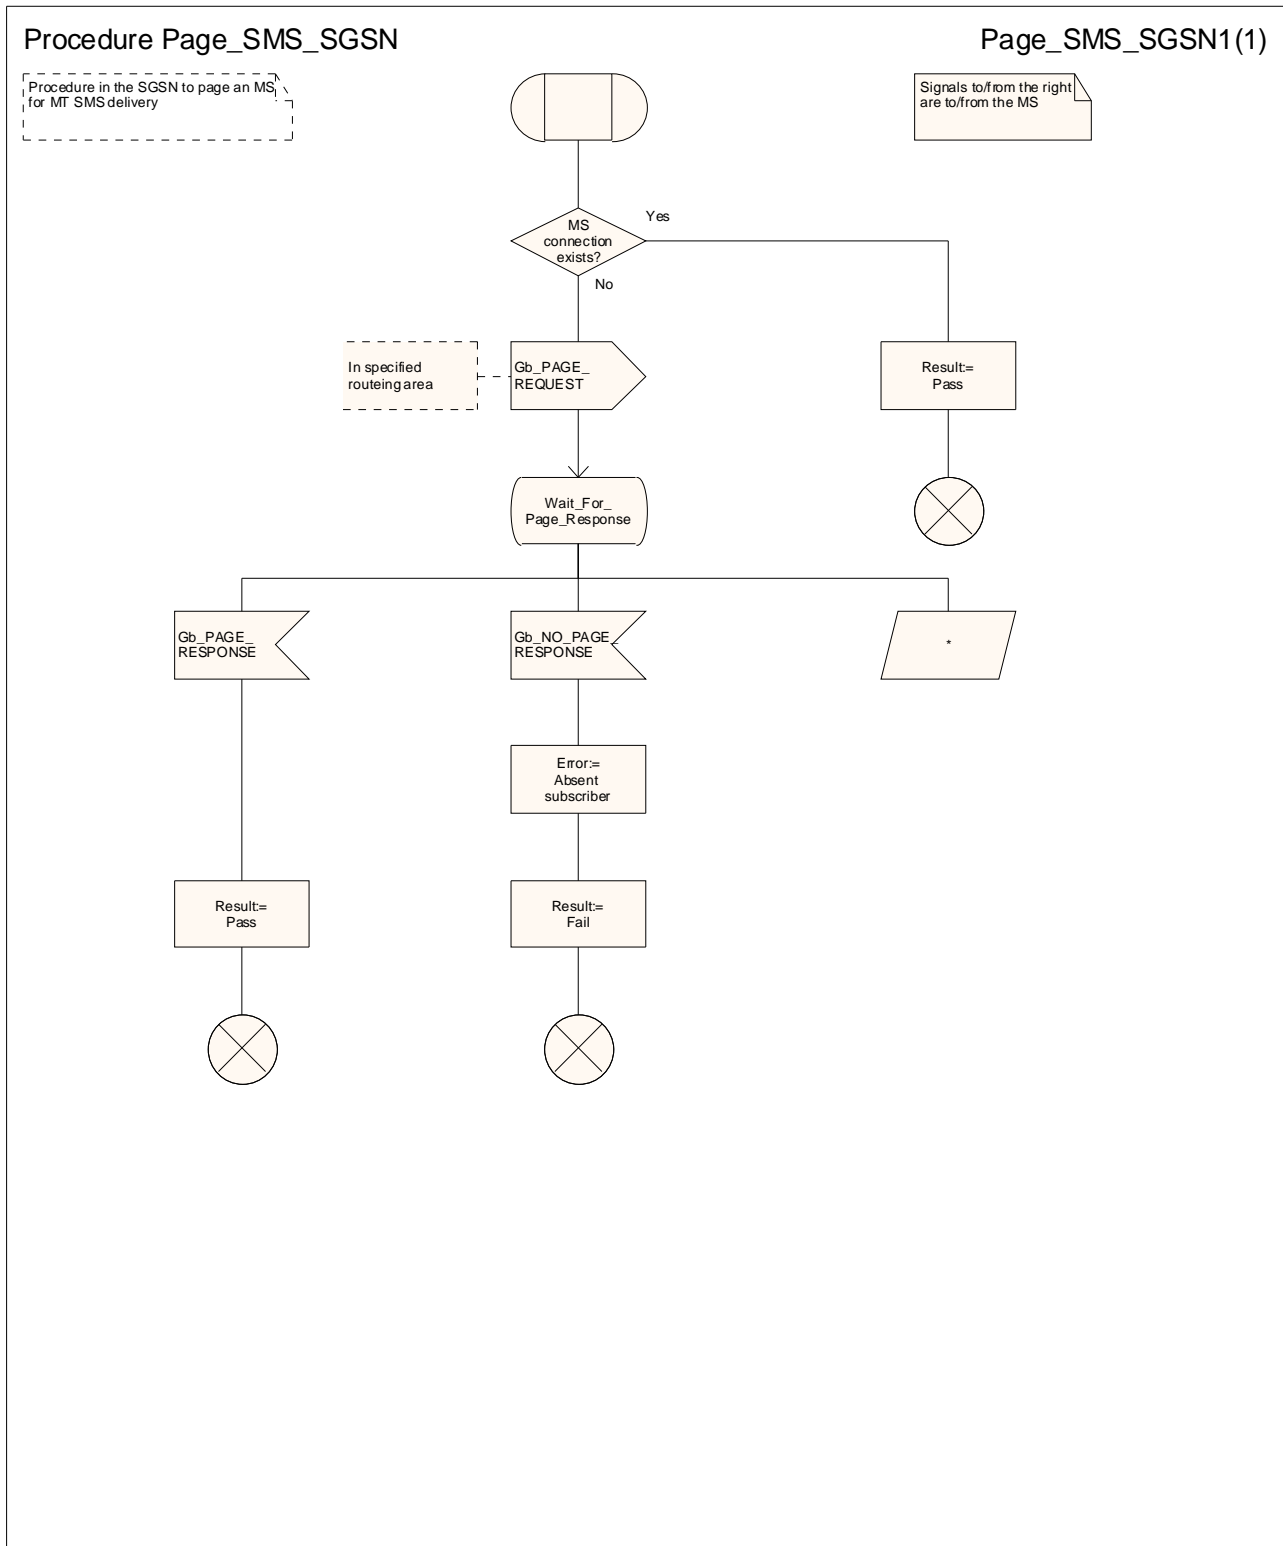 Procedure Page_SMS_SGSN
Page_SMS_SGSN1(1)
Procedure in the SGSN to page an MS
for MT SMS delivery
Signals to/from the right
are to/from the MS
MS
connection
exists?
Yes
No
In specified
routeing area
Gb_PAGE_
REQUEST
Result:=
Pass
Wait_For_
Page_Response
Gb_PAGE_
RESPONSE
Gb_NO_PAGE_
RESPONSE
*
Error:=
Absent
subscriber
Result:=
Pass
Result:=
Fail